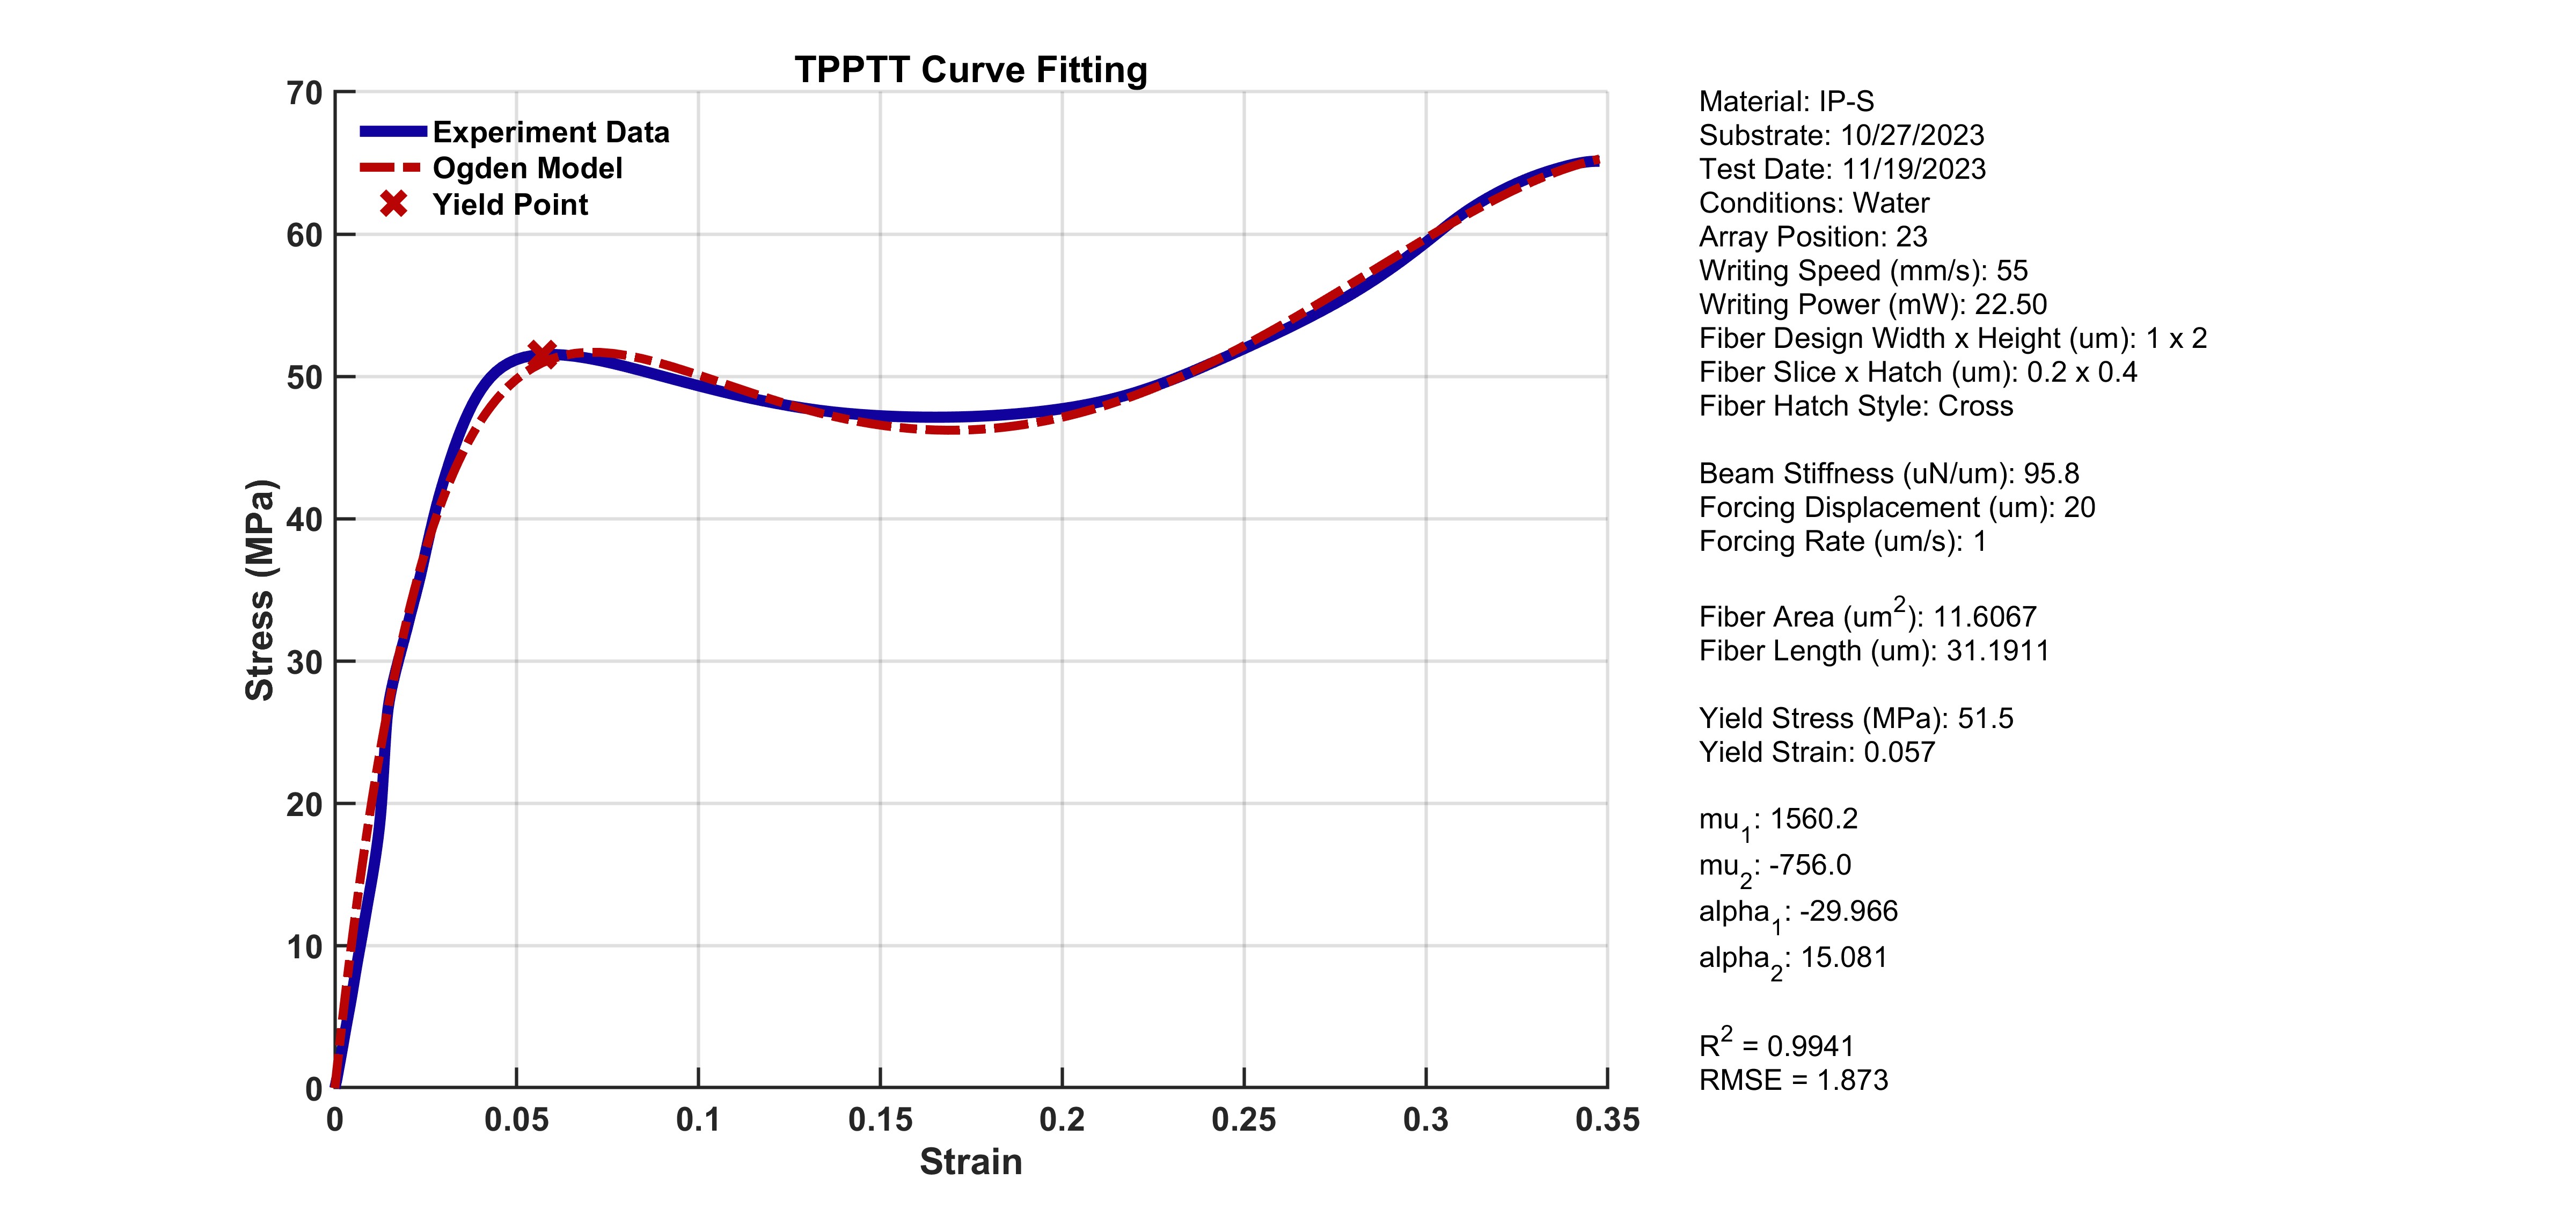 TPPTT Curve Fitting
70
60
50
40
30
20
10
0
Stress (MPa)
Experiment Data
Ogden Model
Yield Point
0 0.05 0.1 0.15 0.2 0.25 0.3 0.35
Strain
Material: IP-S
Substrate: 10/27/2023
Test Date: 11/19/2023
Conditions: Water
Array Position: 23
Writing Speed (mm/s): 55
Writing Power (mW): 22.50
Fiber Design Width x Height (um): 1 x 2
Fiber Slice x Hatch (um): 0.2 x 0.4
Fiber Hatch Style: Cross
Beam Stiffness (uN/um): 95.8
Forcing Displacement (um): 20
Forcing Rate (um/s): 1
Fiber Area (um²): 11.6067
Fiber Length (um): 31.1911
Yield Stress (MPa): 51.5
Yield Strain: 0.057
mu₁: 1560.2
mu₂: -756.0
alpha₁: -29.966
alpha₂: 15.081
R² = 0.9941
RMSE = 1.873